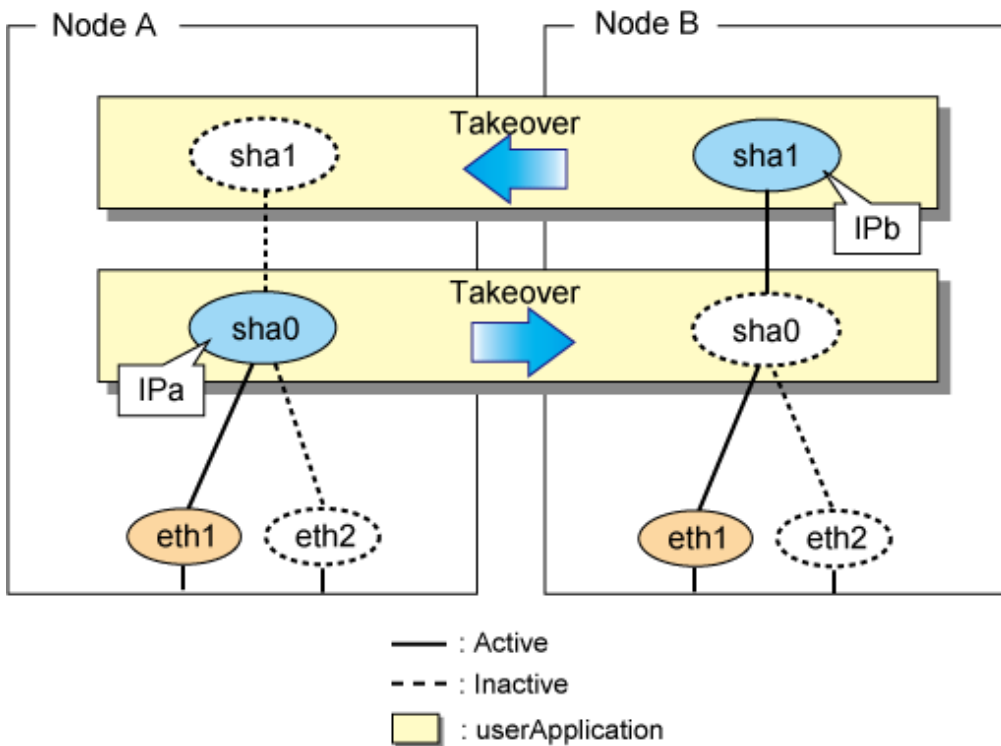 Node A
Node B
Takeover
sha1
sha1
IPb
Takeover
sha0
sha0
IPa
eth1
eth2
eth1
eth2
: Active
: Inactive
: userApplication